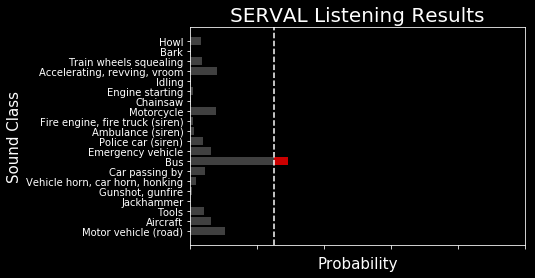 SERVAL Listening Results
Sound Class
Howl
Bark
Train wheels squealing
Accelerating, revving, vroom
Idling
Engine starting
Chainsaw
Motorcycle
Fire engine, fire truck (siren)
Ambulance (siren)
Police car (siren)
Emergency vehicle
Bus
Car passing by
Vehicle horn, car horn, honking
Gunshot, gunfire
Jackhammer
Tools
Aircraft
Motor vehicle (road)
Probability